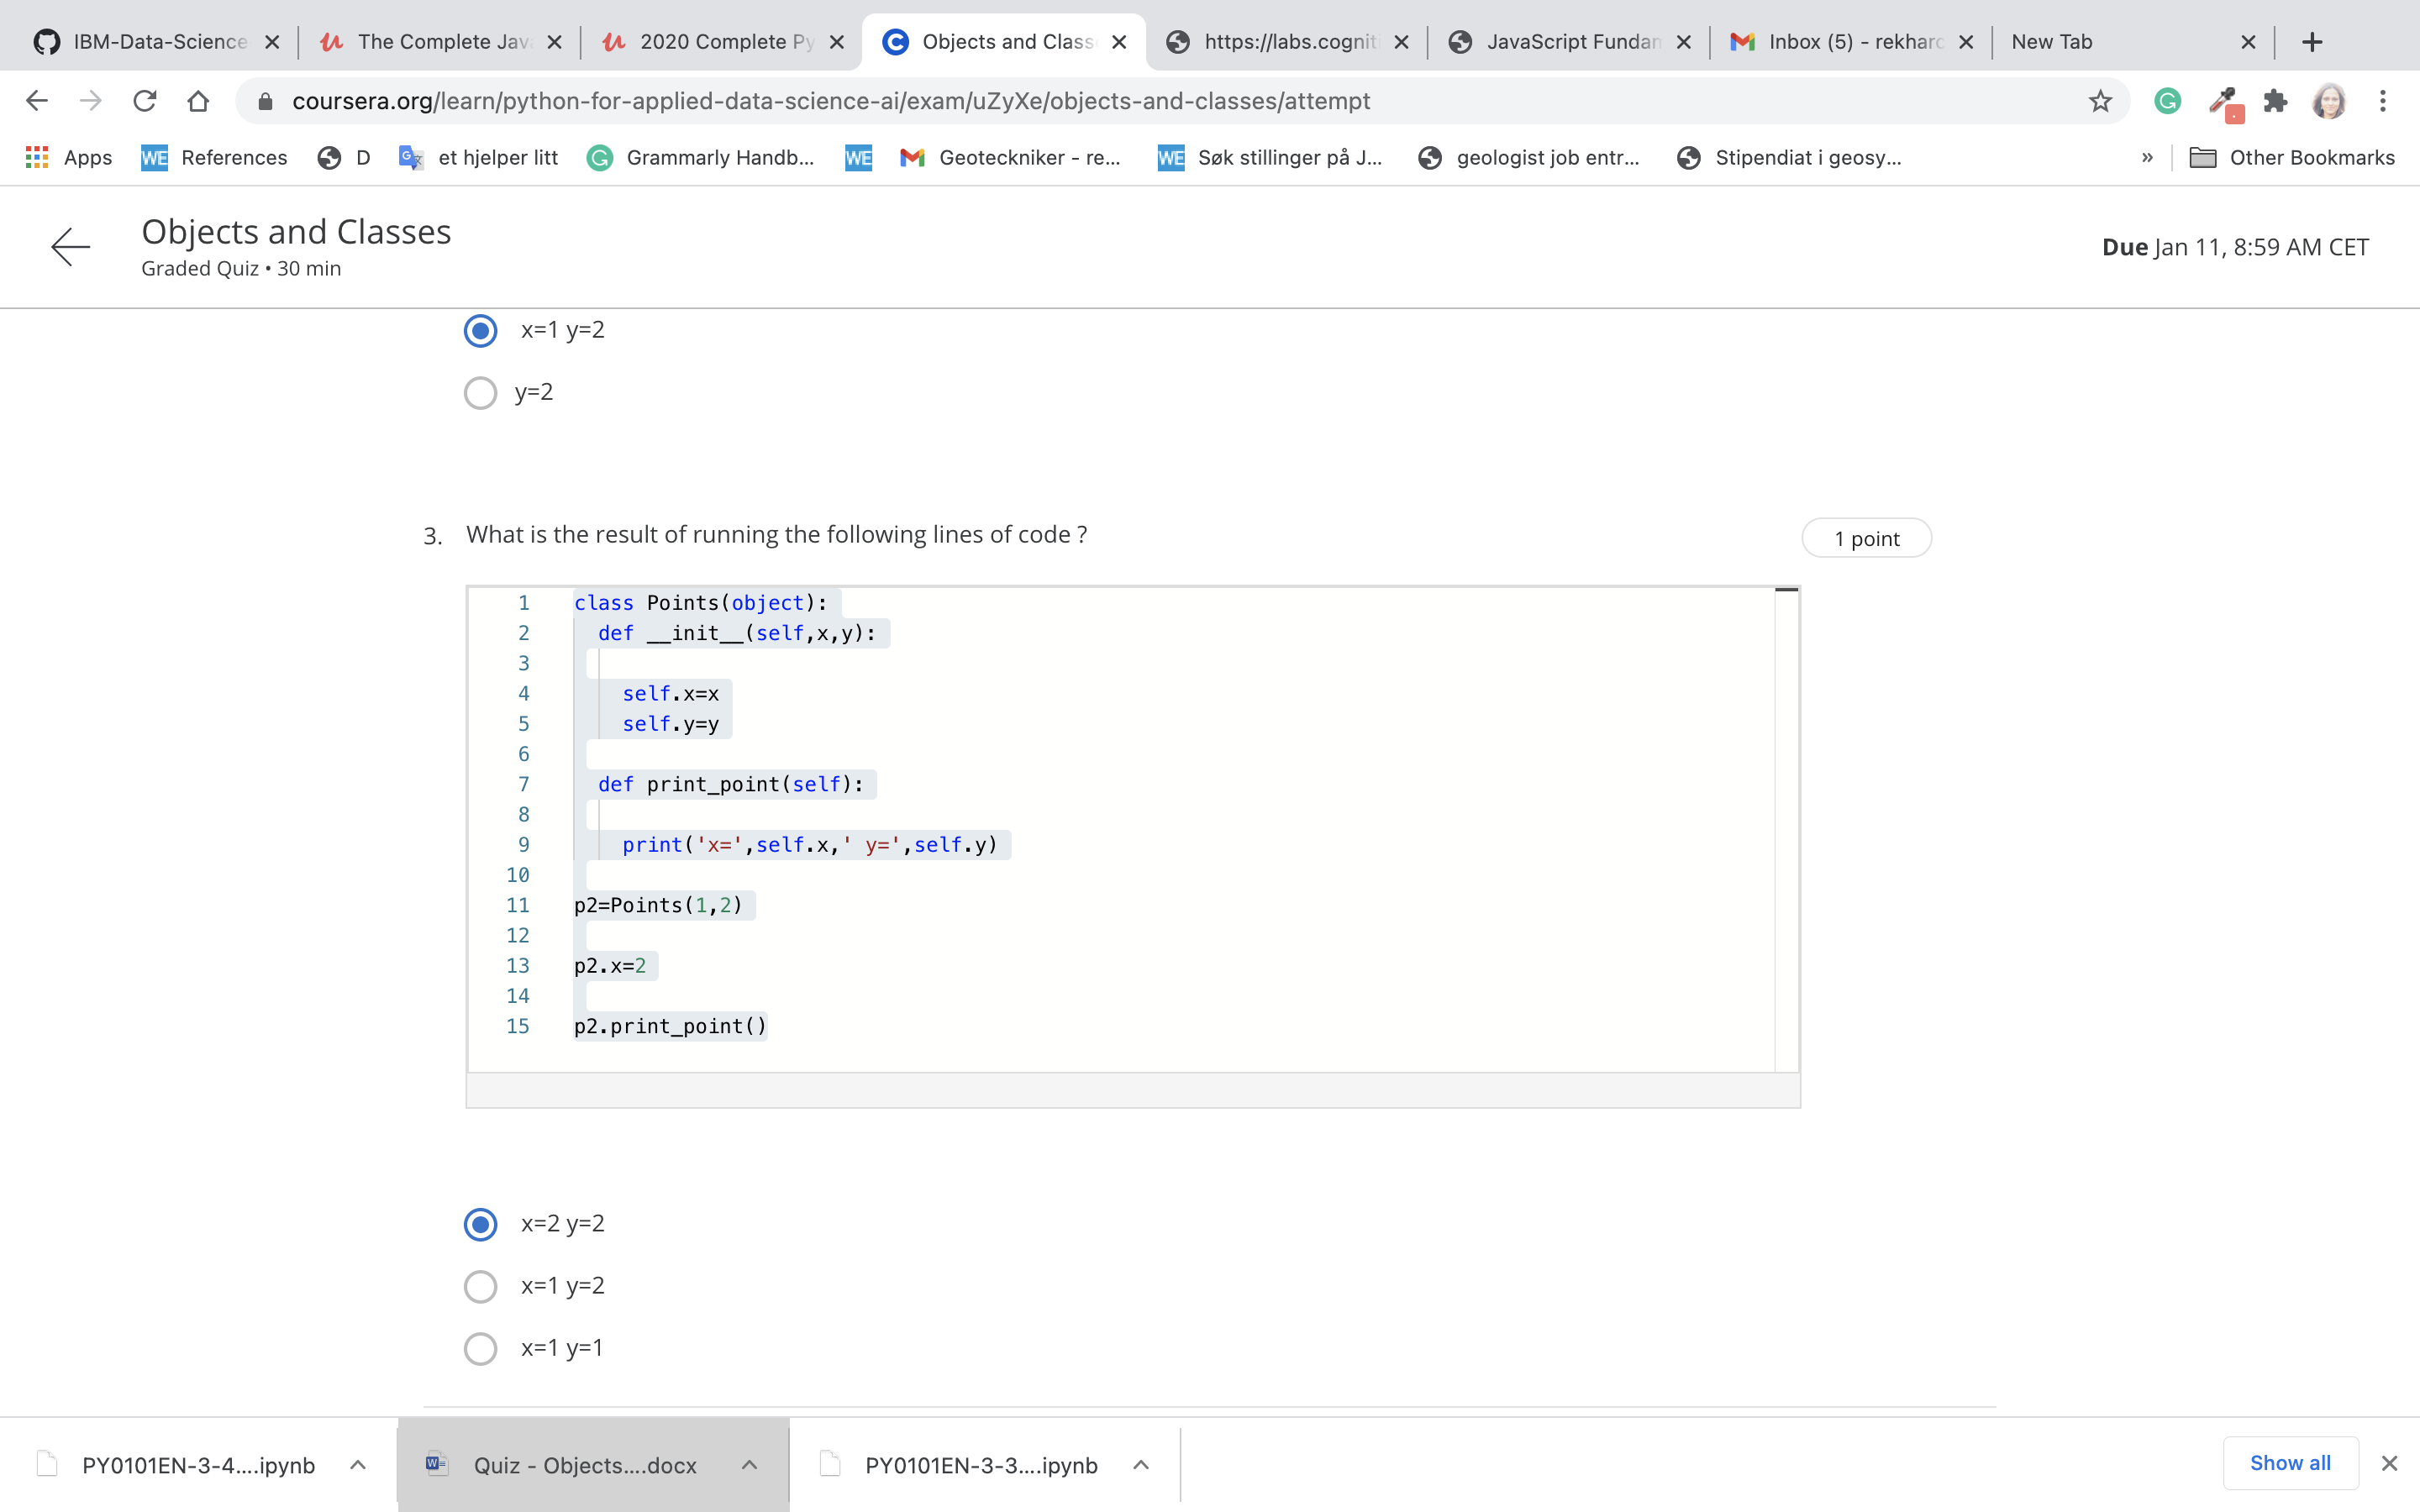 IBM-Data-Science
The Complete Jav
2020 Complete Py
Objects and Class
https://labs.cognit
JavaScript Fundan
Inbox (5) - rekharc
New Tab
coursera.org/learn/python-for-applied-data-science-ai/exam/uZyXe/objects-and-classes/attempt
Apps
WE References
D
et hjelper litt
Grammarly Handb...
WE
Geoteckniker - re...
WE Søk stillinger på J...
geologist job entr...
Stipendiat i geosy...
»
Other Bookmarks
Objects and Classes
Graded Quiz • 30 min
Due Jan 11, 8:59 AM CET
x=1 y=2
y=2
3. What is the result of running the following lines of code ?
1 point
1 class Points(object):
2 def __init__(self,x,y):
3
4 self.x=x
5 self.y=y
6
7 def print_point(self):
8
9 print('x=',self.x,' y=',self.y)
10
11 p2=Points(1,2)
12
13 p2.x=2
14
15 p2.print_point()
x=2 y=2
x=1 y=2
x=1 y=1
PY0101EN-3-4....ipynb
Quiz - Objects....docx
PY0101EN-3-3....ipynb
Show all